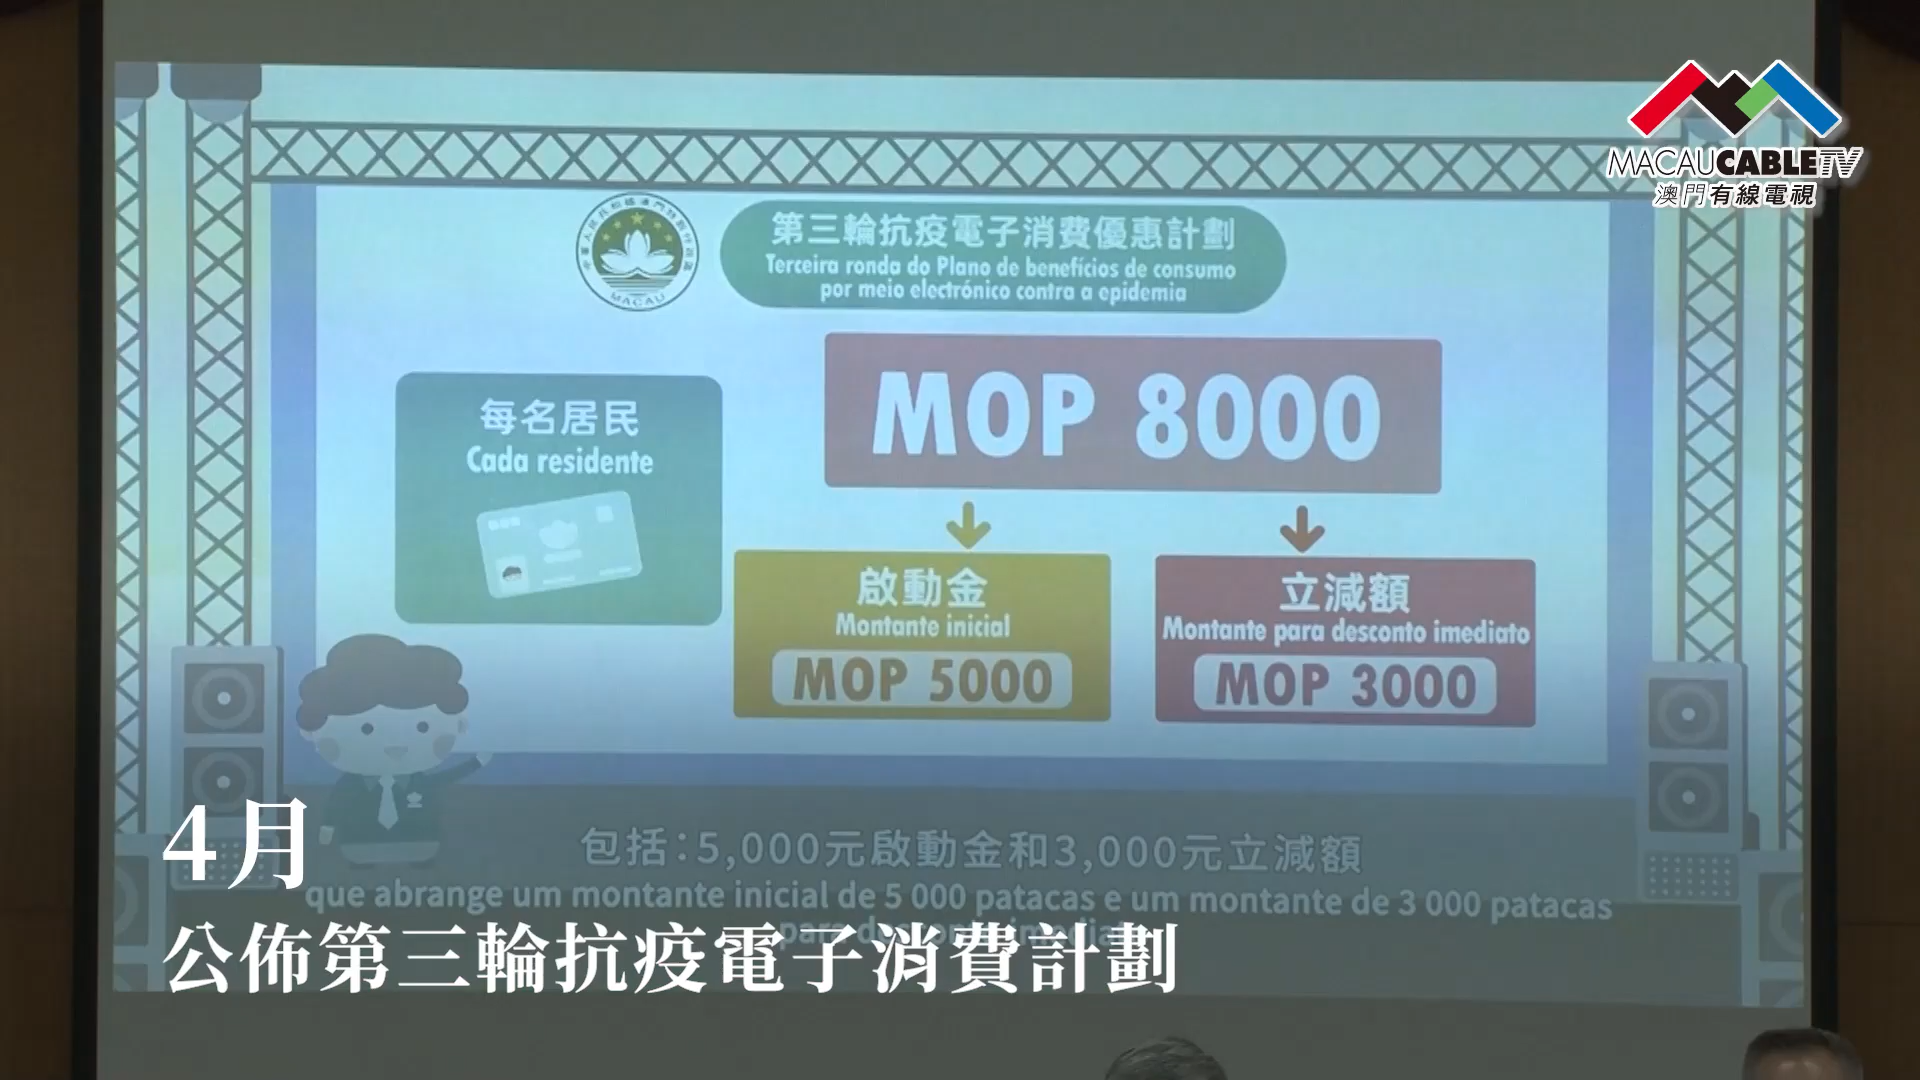 MACAUCABLETV
澳門有線電視
第三輪抗疫電子消費優惠計劃
Terceira ronda do Plano de benefícios de consumo
por meio electrónico contra a epidemia
MACAU
每名居民
Cada residente
MOP 8000
啟動金
Montante inicial
MOP 5000
立減額
Montante para desconto imediato
MOP 3000
包括：5,000元啟動金和3,000元立減額
que abrange um montante inicial de 5 000 patacas e um montante de 3 000 patacas
4月
公佈第三輪抗疫電子消費計劃